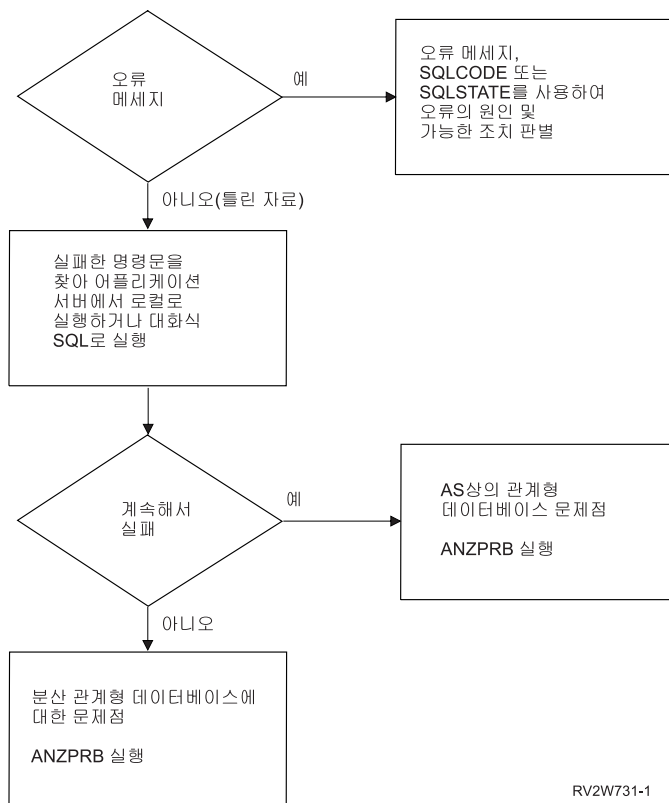 오류
메세지
예
오류 메세지,
SQLCODE 또는
SQLSTATE를 사용하여
오류의 원인 및
가능한 조치 판별
아니오(틀린 자료)
실패한 명령문을
찾아 어플리케이션
서버에서 로컬로
실행하거나 대화식
SQL로 실행
계속해서
실패
예
AS상의 관계형
데이터베이스 문제점
ANZPRB 실행
아니오
분산 관계형 데이터베이스에
대한 문제점
ANZPRB 실행
RV2W731-1